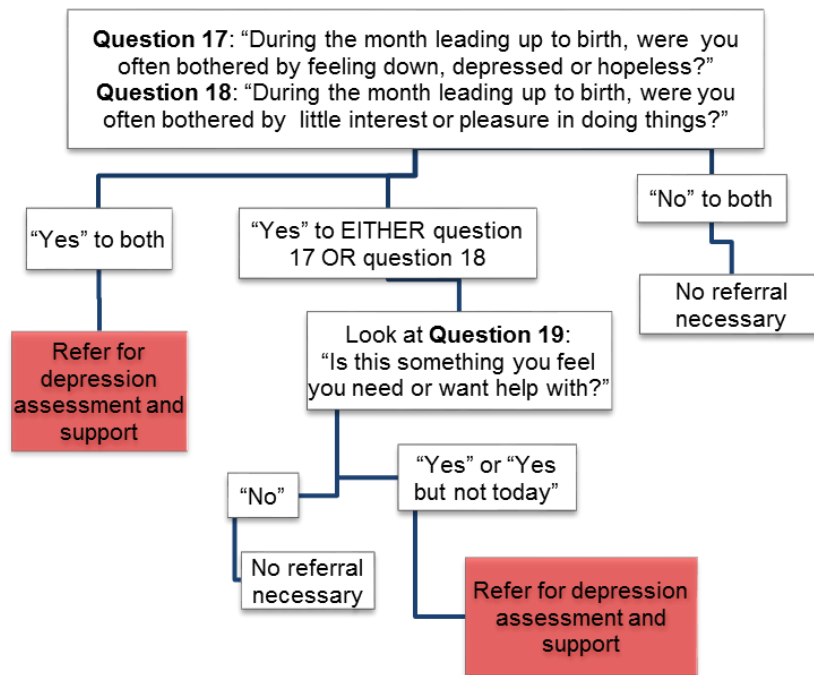 Question 17: “During the month leading up to birth, were you
often bothered by feeling down, depressed or hopeless?”
Question 18: “During the month leading up to birth, were you
often bothered by little interest or pleasure in doing things?”
“Yes” to both
“Yes” to EITHER question
17 OR question 18
“No” to both
No referral
necessary
Refer for
depression
assessment and
support
Look at Question 19:
“Is this something you feel
you need or want help with?”
“No”
“Yes” or “Yes
but not today”
No referral
necessary
Refer for depression
assessment and
support